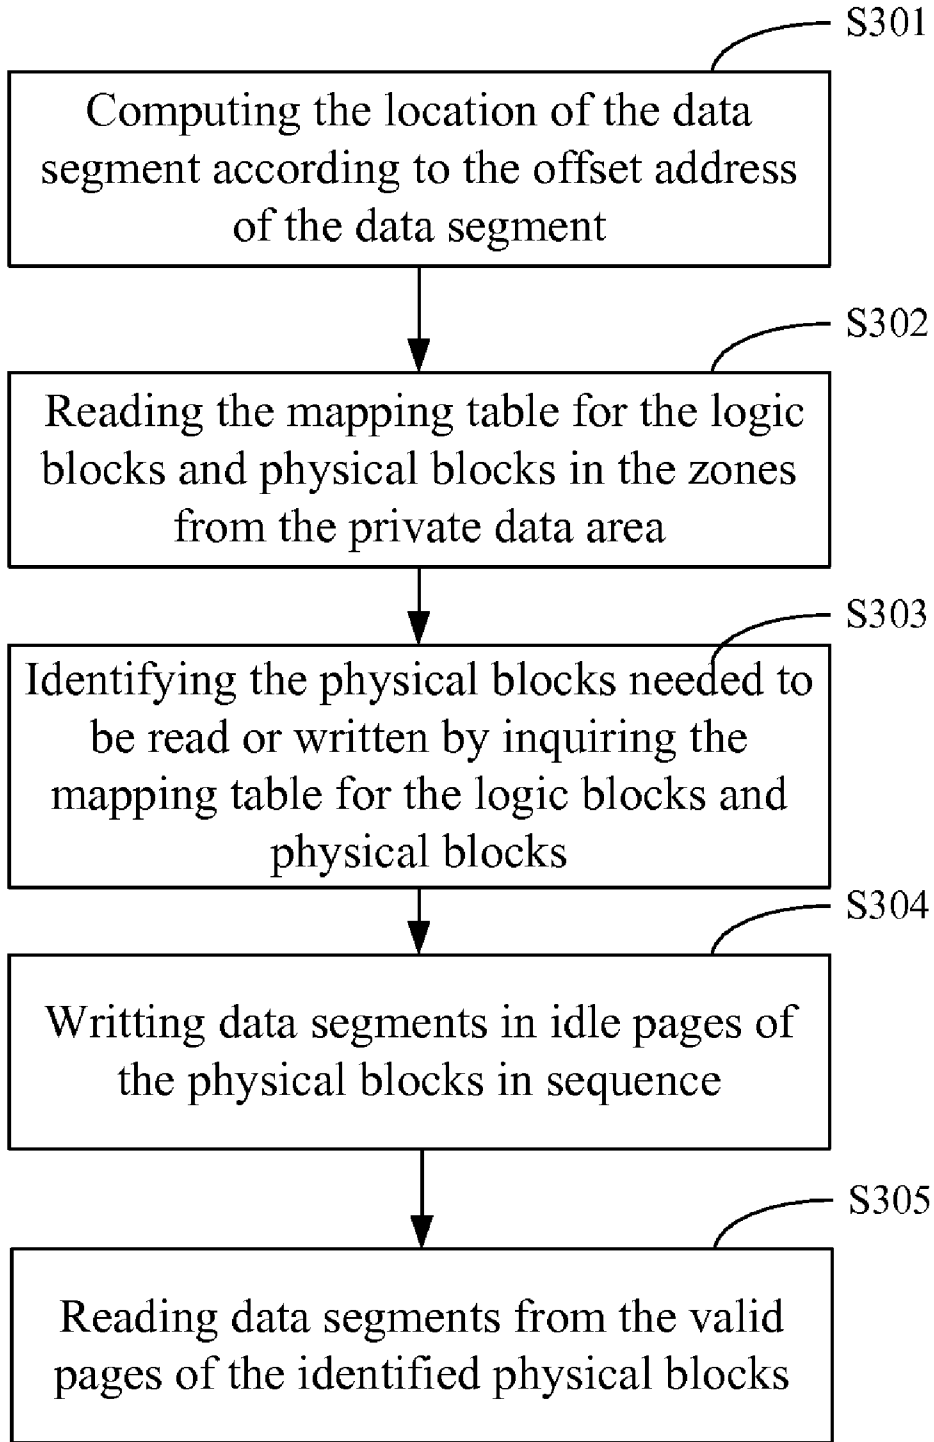 S301
Computing the location of the data
segment according to the offset address
of the data segment
S302
Reading the mapping table for the logic
blocks and physical blocks in the zones
from the private data area
S303
Identifying the physical blocks needed to
be read or written by inquiring the
mapping table for the logic blocks and
physical blocks
S304
Writting data segments in idle pages of
the physical blocks in sequence
S305
Reading data segments from the valid
pages of the identified physical blocks